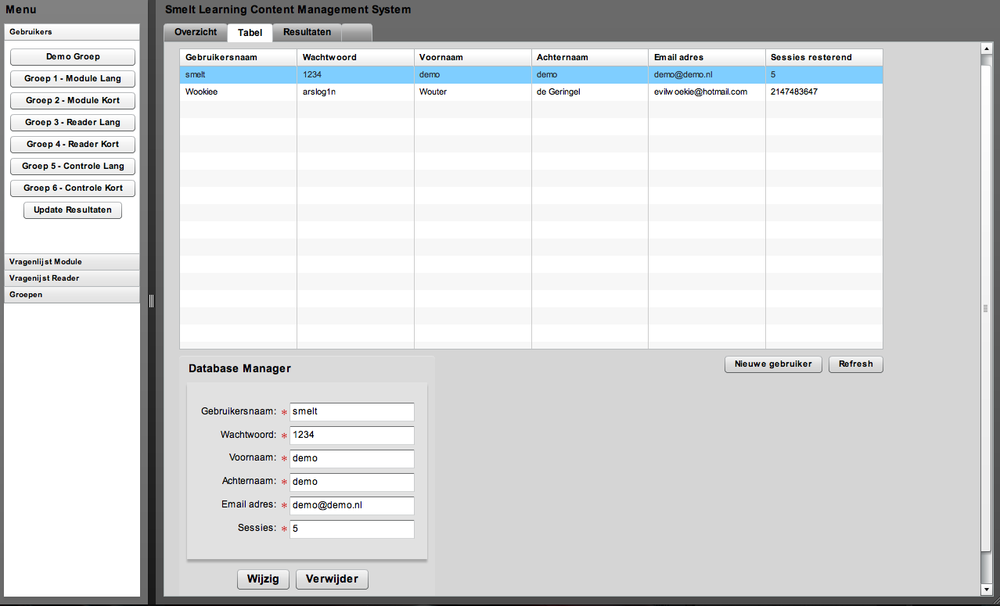 Menu
Gebruikers
Demo Groep
Groep 1 - Module Lang
Groep 2 - Module Kort
Groep 3 - Reader Lang
Groep 4 - Reader Kort
Groep 5 - Controle Lang
Groep 6 - Controle Kort
Update Resultaten
Vragenlijst Module
Vragenijst Reader
Groepen
Smelt Learning Content Management System
Overzicht Tabel Resultaten
Gebruikersnaam Wachtwoord Voornaam Achternaam Email adres Sessies resterend
smelt 1234 demo demo demo@demo.nl 5
Wookiee arslog1n Wouter de Geringel evilwoekie@hotmail.com 2147483647
Nieuwe gebruiker Refresh
Database Manager
Gebruikersnaam: * smelt
Wachtwoord: * 1234
Voornaam: * demo
Achternaam: * demo
Email adres: * demo@demo.nl
Sessies: * 5
Wijzig Verwijder